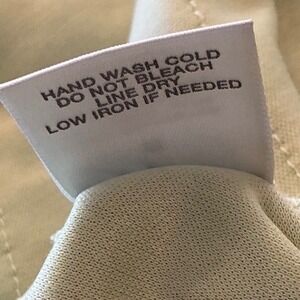 HAND WASH COLD
DO NOT BLEACH
LINE DRY
LOW IRON IF NEEDED